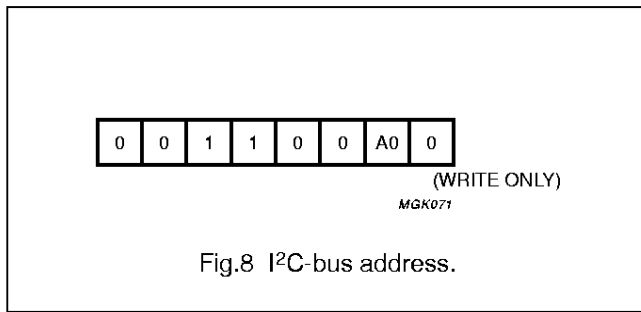 0 0 1 1 0 0 A0 0
(WRITE ONLY)
MGK071
Fig.8 I²C-bus address.